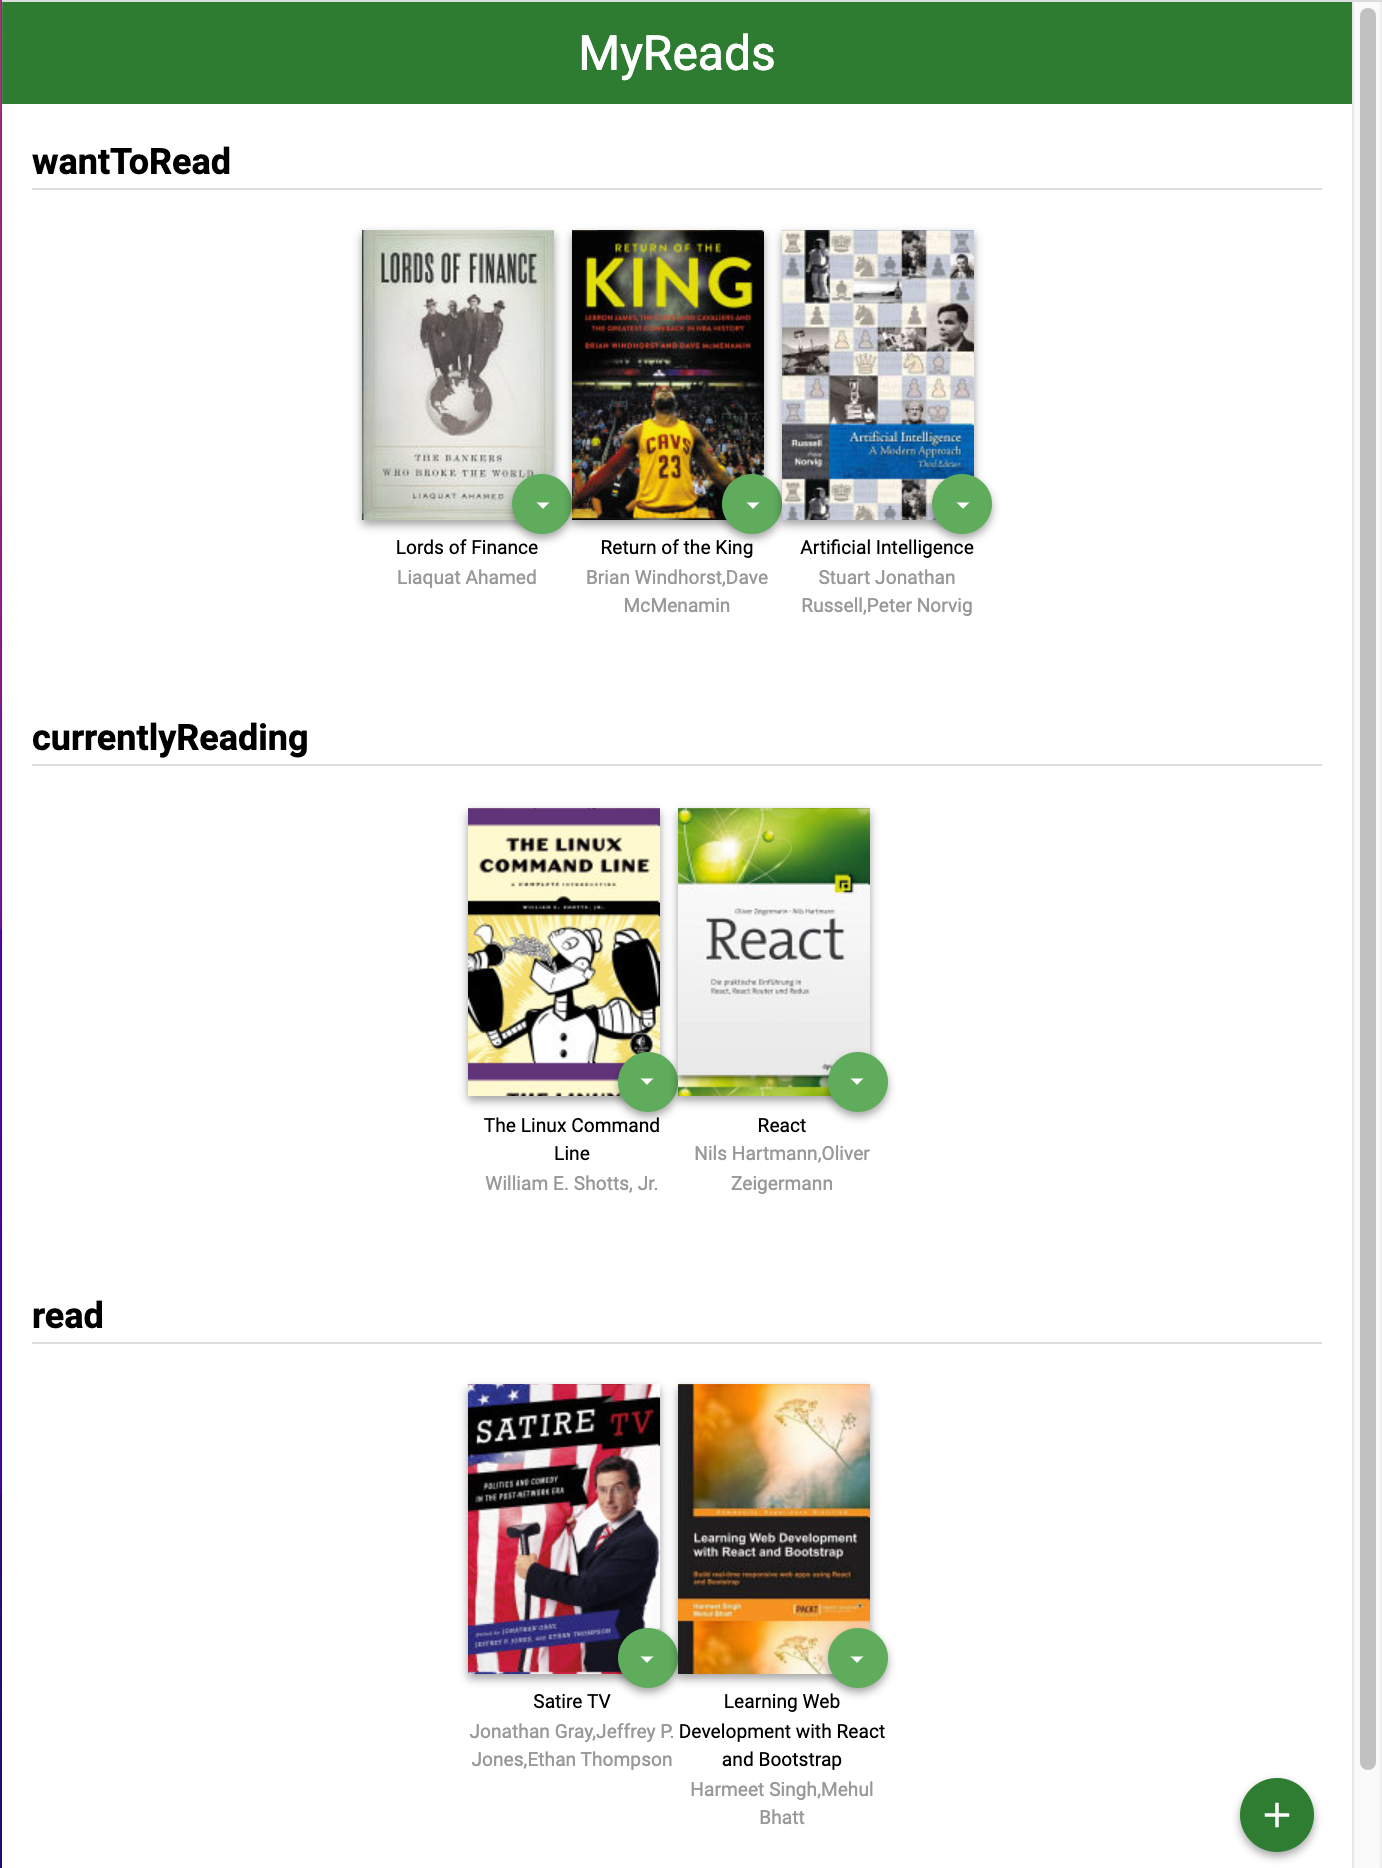 MyReads
wantToRead
LORDS OF FINANCE
THE BANKERS
WHO BROKE THE WORLD
LIAQUAT AHAMED
RETURN OF THE
KING
LEBRON JAMES, THE CLEVELAND CAVALIERS AND
THE GREATEST COMEBACK IN NBA HISTORY
BRIAN WINDHORST AND DAVE McMENAMIN
CAVS
23
Stuart
Russell
Peter
Norvig
Artificial Intelligence
A Modern Approach
Third Edition
Lords of Finance
Liaquat Ahamed
Return of the King
Brian Windhorst,Dave
McMenamin
Artificial Intelligence
Stuart Jonathan
Russell,Peter Norvig
currentlyReading
THE LINUX
COMMAND LINE
A COMPLETE INTRODUCTION
WILLIAM E. SHOTTS, JR.
THE LINUX
Oliver Zeigermann · Nils Hartmann
React
Die praktische Einführung in
React, React Router und Redux
The Linux Command
Line
William E. Shotts, Jr.
React
Nils Hartmann,Oliver
Zeigermann
read
SATIRE TV
POLITICS AND COMEDY
IN THE POST-NETWORK ERA
edited by JONATHAN GRAY,
JEFFREY P. JONES, and ETHAN THOMPSON
Community Experience Distilled
Learning Web Development
with React and Bootstrap
Build real-time responsive web apps using React
and Bootstrap
Harmeet Singh
Mehul Bhatt
PACKT
Satire TV
Jonathan Gray,Jeffrey P.
Jones,Ethan Thompson
Learning Web
Development with React
and Bootstrap
Harmeet Singh,Mehul
Bhatt